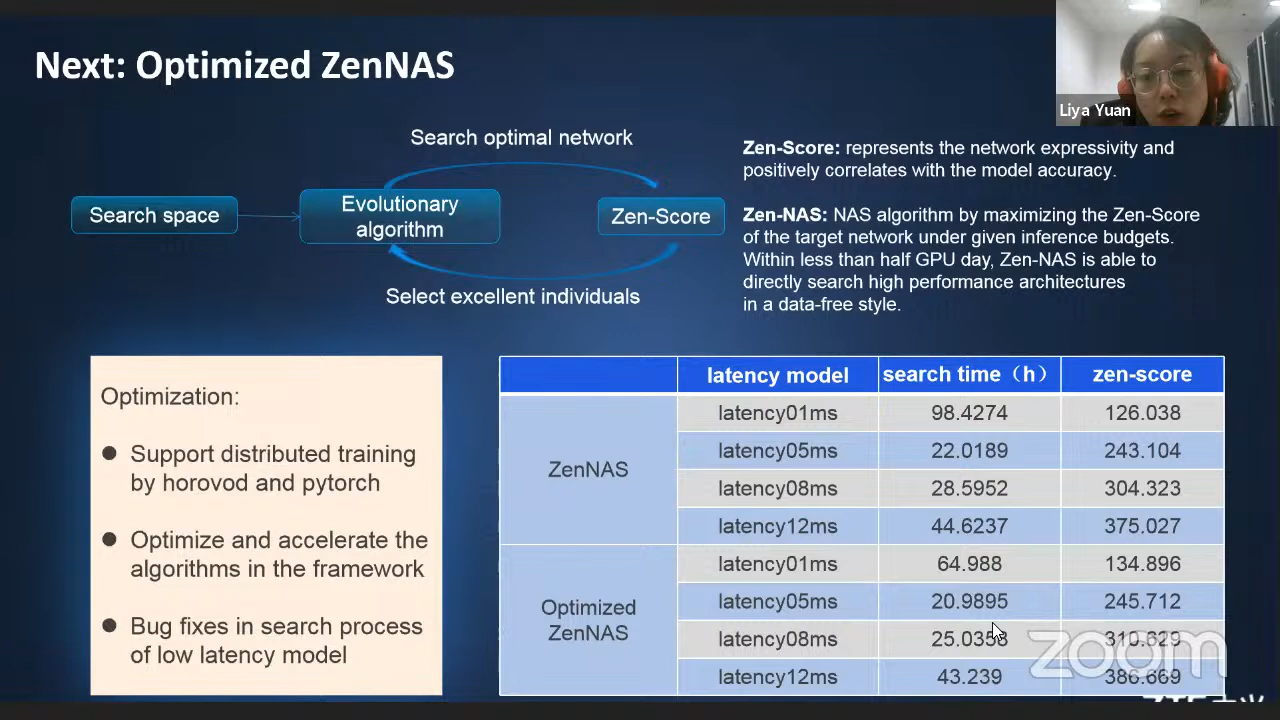 Next: Optimized ZenNAS
Liya Yuan
Search optimal network
Search space
Evolutionary
algorithm
Zen-Score
Select excellent individuals
Zen-Score: represents the network expressivity and
positively correlates with the model accuracy.
Zen-NAS: NAS algorithm by maximizing the Zen-Score
of the target network under given inference budgets.
Within less than half GPU day, Zen-NAS is able to
directly search high performance architectures
in a data-free style.
Optimization:
● Support distributed training
by horovod and pytorch
● Optimize and accelerate the
algorithms in the framework
● Bug fixes in search process
of low latency model
latency model search time（h） zen-score
ZenNAS
latency01ms 98.4274 126.038
latency05ms 22.0189 243.104
latency08ms 28.5952 304.323
latency12ms 44.6237 375.027
Optimized
ZenNAS
latency01ms 64.988 134.896
latency05ms 20.9895 245.712
latency08ms 25.0358 310.629
latency12ms 43.239 386.669
zoom